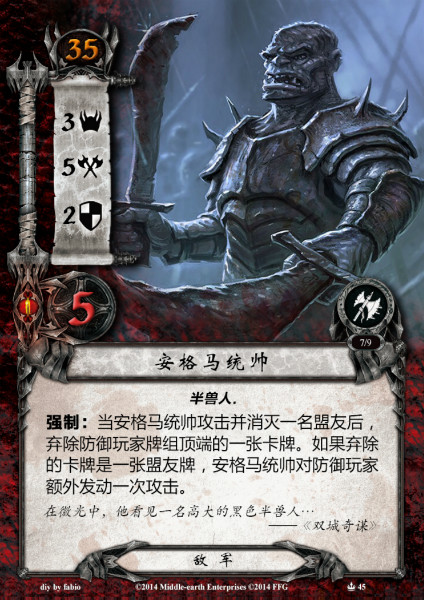 35
3
5
2
5
7/9
安格马统帅
半兽人.
强制：当安格马统帅攻击并消灭一名盟友后，
弃除防御玩家牌组顶端的一张卡牌。如果弃除
的卡牌是一张盟友牌，安格马统帅对防御玩家
额外发动一次攻击。
在微光中，他看见一名高大的黑色半兽人…
——《双城奇谋》
敌军
diy by fabio ©2014 Middle-earth Enterprises ©2014 FFG 45